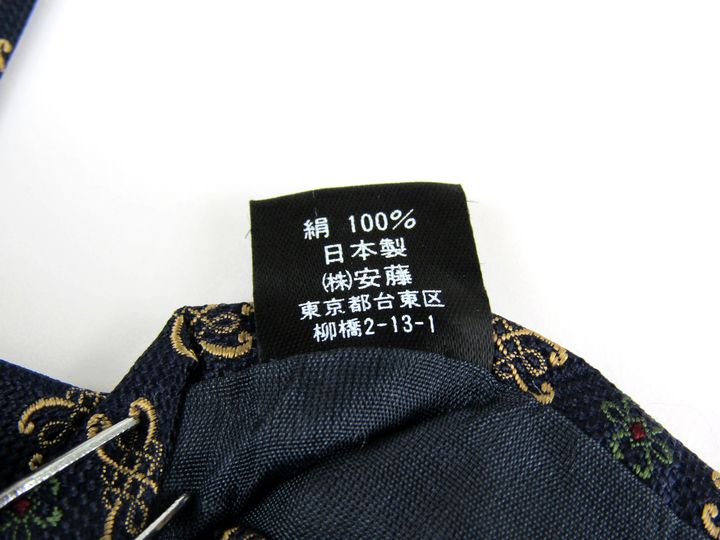 絹 100%
日本製
㈱安藤
東京都台東区
柳橋2-13-1